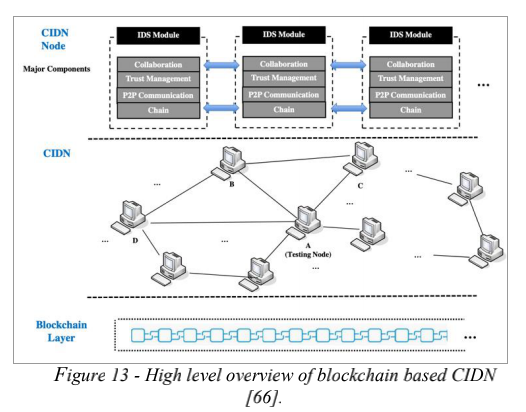 CIDN
Node
Major Components
IDS Module
IDS Module
IDS Module
Collaboration
Trust Management
P2P Communication
Chain
Collaboration
Trust Management
P2P Communication
Chain
Collaboration
Trust Management
P2P Communication
Chain
...
CIDN
B
C
...
...
...
D
...
...
A
(Testing Node)
...
...
...
Blockchain
Layer
...
Figure 13 - High level overview of blockchain based CIDN
[66].